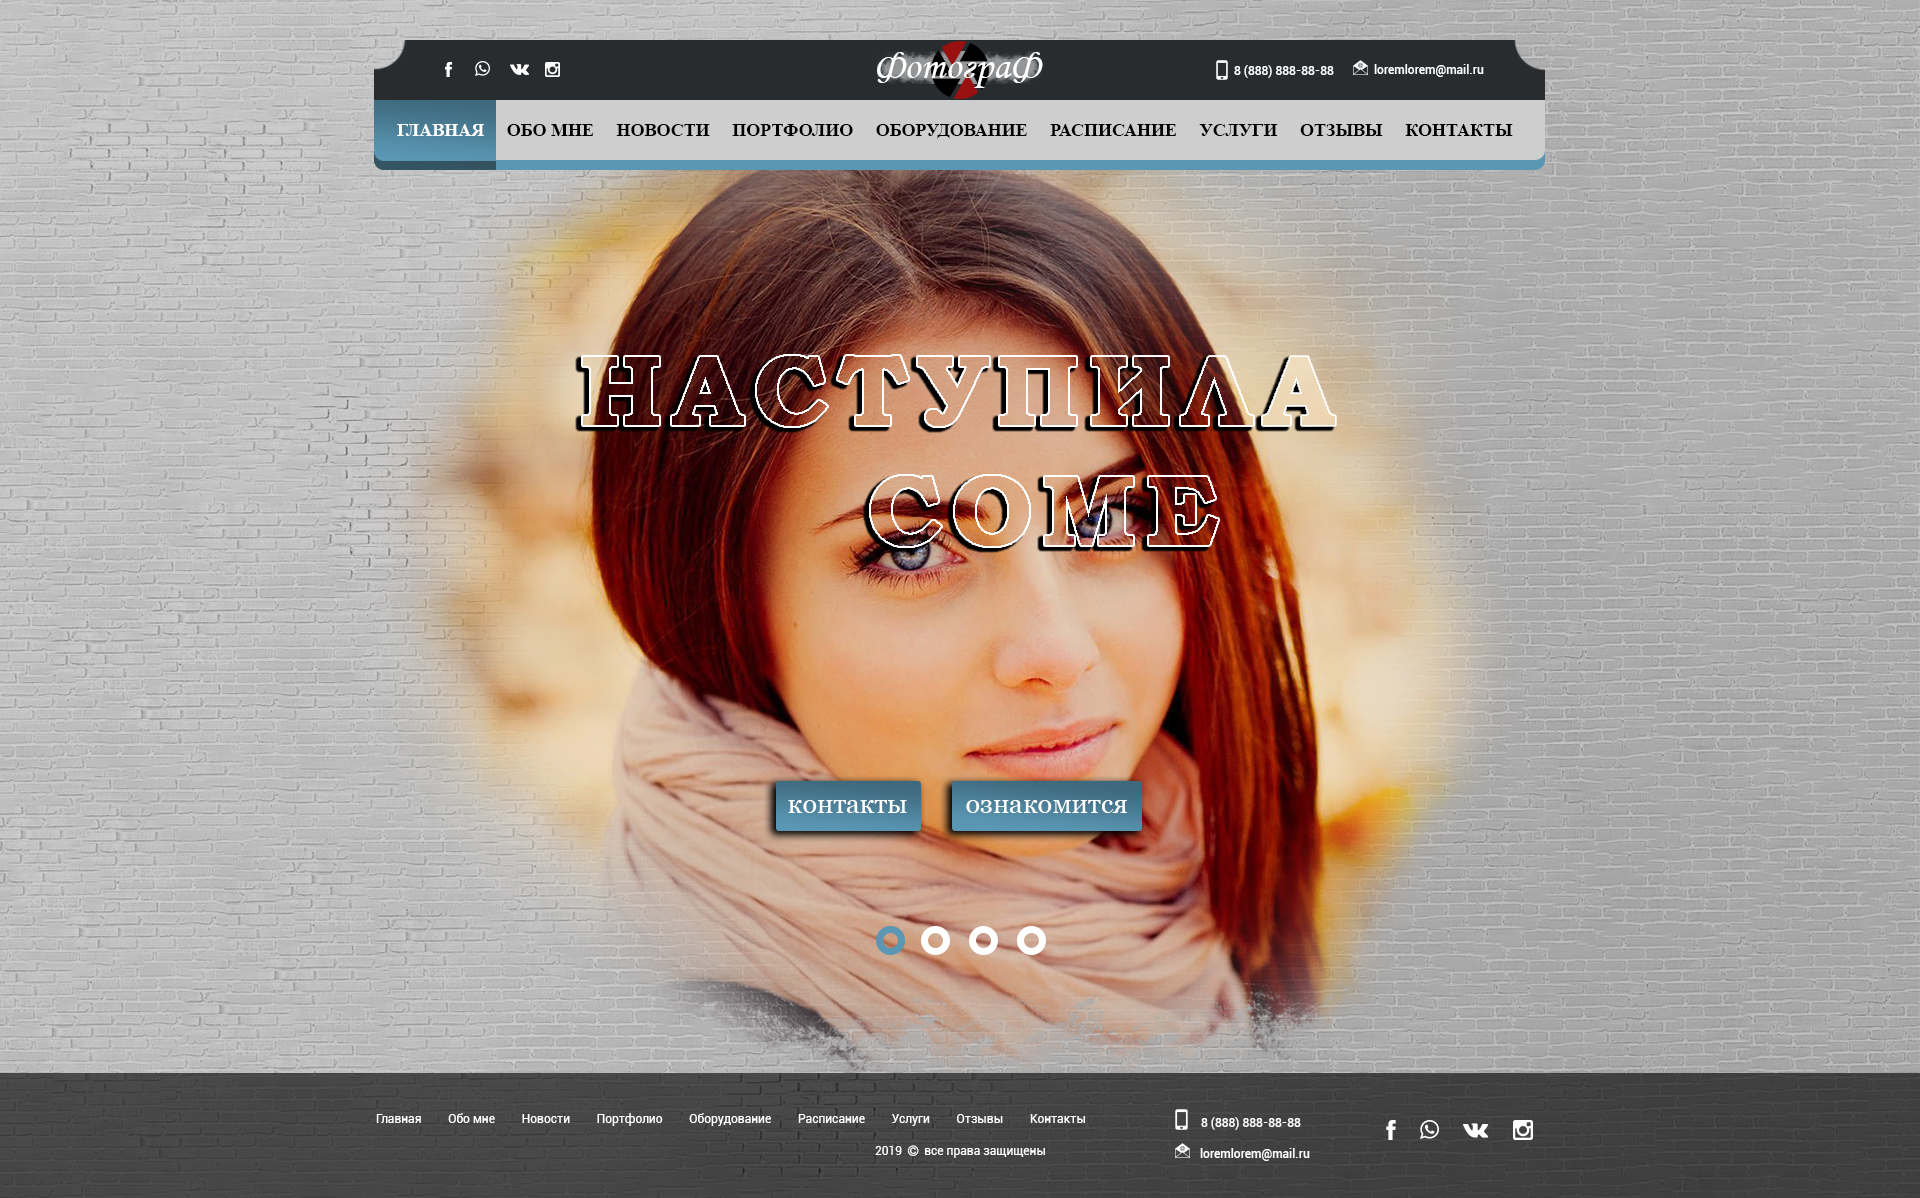 ФотограФ
8 (888) 888-88-88
loremlorem@mail.ru
ГЛАВНАЯ ОБО МНЕ НОВОСТИ ПОРТФОЛИО ОБОРУДОВАНИЕ РАСПИСАНИЕ УСЛУГИ ОТЗЫВЫ КОНТАКТЫ
НАСТУПИЛА
COME
контакты ознакомится
Главная Обо мне Новости Портфолио Оборудование Расписание Услуги Отзывы Контакты
2019 © все права защищены
8 (888) 888-88-88
loremlorem@mail.ru